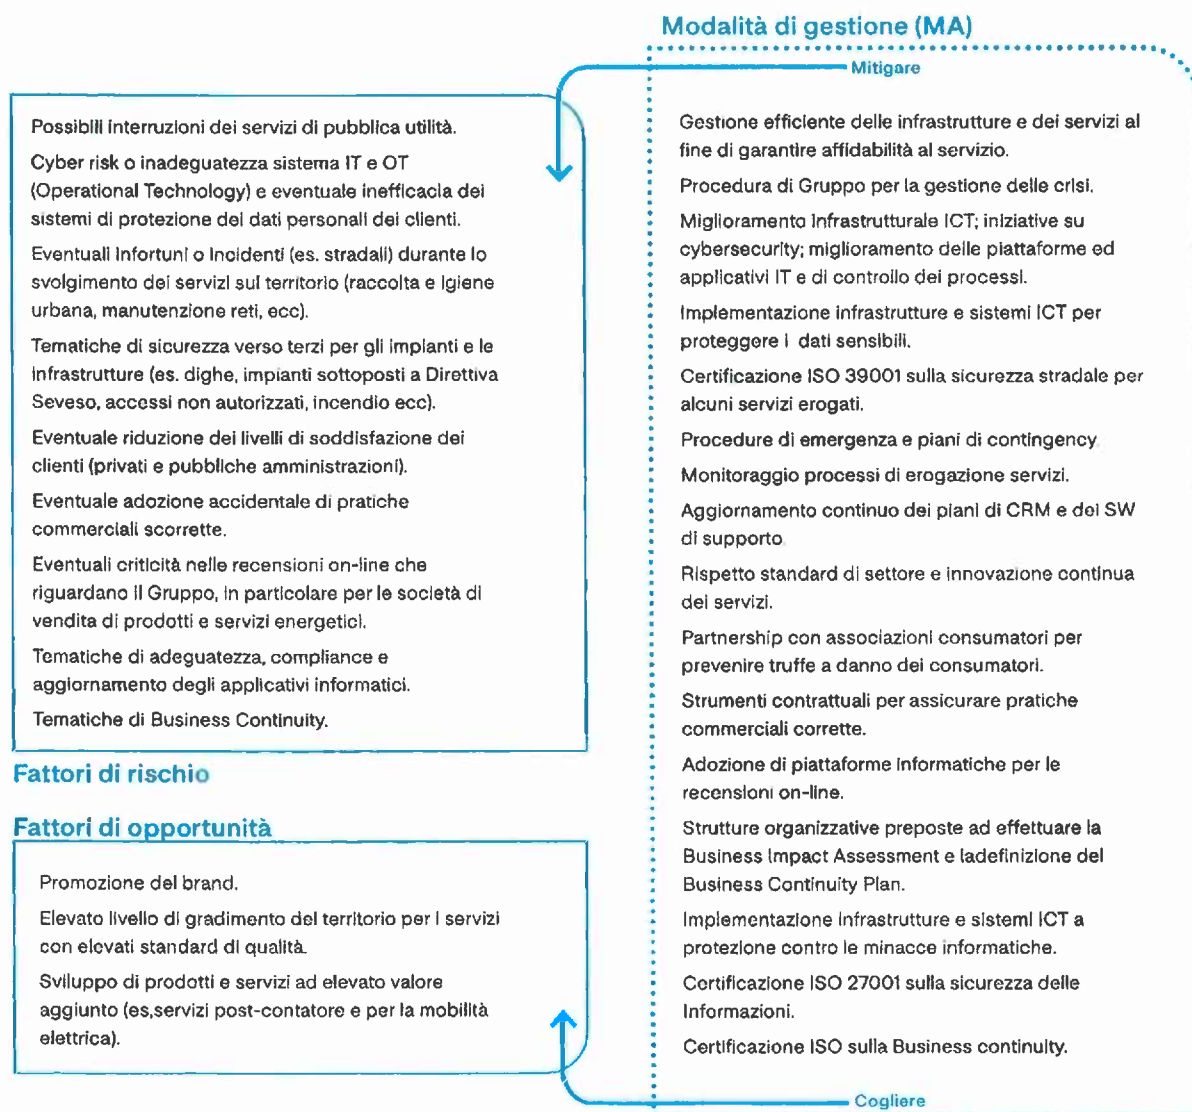 Modalità di gestione (MA)
Mitigare
Possibili interruzioni dei servizi di pubblica utilità.
Cyber risk o inadeguatezza sistema IT e OT
(Operational Technology) e eventuale inefficacia dei
sistemi di protezione dei dati personali dei clienti.
Eventuali infortuni o incidenti (es. stradali) durante lo
svolgimento dei servizi sul territorio (raccolta e igiene
urbana, manutenzione reti, ecc).
Tematiche di sicurezza verso terzi per gli impianti e le
infrastrutture (es. dighe, impianti sottoposti a Direttiva
Seveso, accessi non autorizzati, incendio ecc).
Eventuale riduzione dei livelli di soddisfazione dei
clienti (privati e pubbliche amministrazioni).
Eventuale adozione accidentale di pratiche
commerciali scorrette.
Eventuali criticità nelle recensioni on-line che
riguardano il Gruppo, in particolare per le società di
vendita di prodotti e servizi energetici.
Tematiche di adeguatezza, compliance e
aggiornamento degli applicativi informatici.
Tematiche di Business Continuity.
Fattori di rischio
Fattori di opportunità
Promozione del brand.
Elevato livello di gradimento del territorio per i servizi
con elevati standard di qualità.
Sviluppo di prodotti e servizi ad elevato valore
aggiunto (es,servizi post-contatore e per la mobilità
elettrica).
Gestione efficiente delle infrastrutture e dei servizi al
fine di garantire affidabilità al servizio.
Procedura di Gruppo per la gestione delle crisi.
Miglioramento infrastrutturale ICT; iniziative su
cybersecurity; miglioramento delle piattaforme ed
applicativi IT e di controllo dei processi.
Implementazione infrastrutture e sistemi ICT per
proteggere i dati sensibili.
Certificazione ISO 39001 sulla sicurezza stradale per
alcuni servizi erogati.
Procedure di emergenza e piani di contingency.
Monitoraggio processi di erogazione servizi.
Aggiornamento continuo dei piani di CRM e dei SW
di supporto.
Rispetto standard di settore e innovazione continua
dei servizi.
Partnership con associazioni consumatori per
prevenire truffe a danno dei consumatori.
Strumenti contrattuali per assicurare pratiche
commerciali corrette.
Adozione di piattaforme informatiche per le
recensioni on-line.
Strutture organizzative preposte ad effettuare la
Business Impact Assessment e ladefinizione del
Business Continuity Plan.
Implementazione infrastrutture e sistemi ICT a
protezione contro le minacce informatiche.
Certificazione ISO 27001 sulla sicurezza delle
Informazioni.
Certificazione ISO sulla Business continuity.
Cogliere